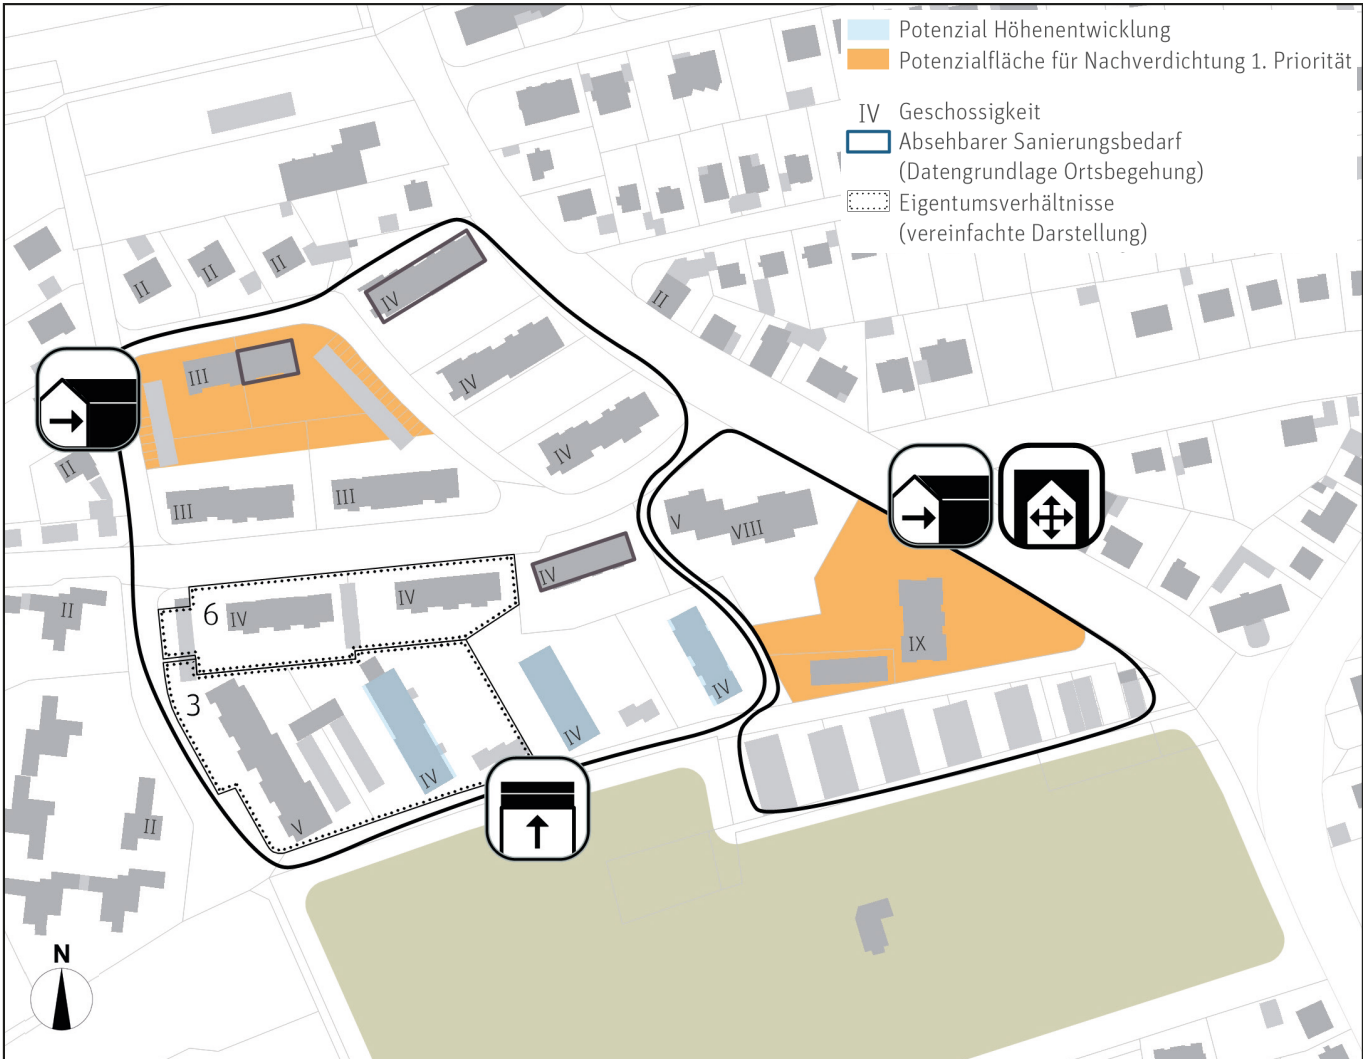 Potenzial Höhenentwicklung
Potenzialfläche für Nachverdichtung 1. Priorität
IV Geschossigkeit
Absehbarer Sanierungsbedarf
(Datengrundlage Ortsbegehung)
Eigentumsverhältnisse
(vereinfachte Darstellung)
II
II
II
IV
II
III
IV
IV
II
III
III
V
VIII
IV
6
IV
IV
II
IX
3
IV
IV
IV
V
II
N